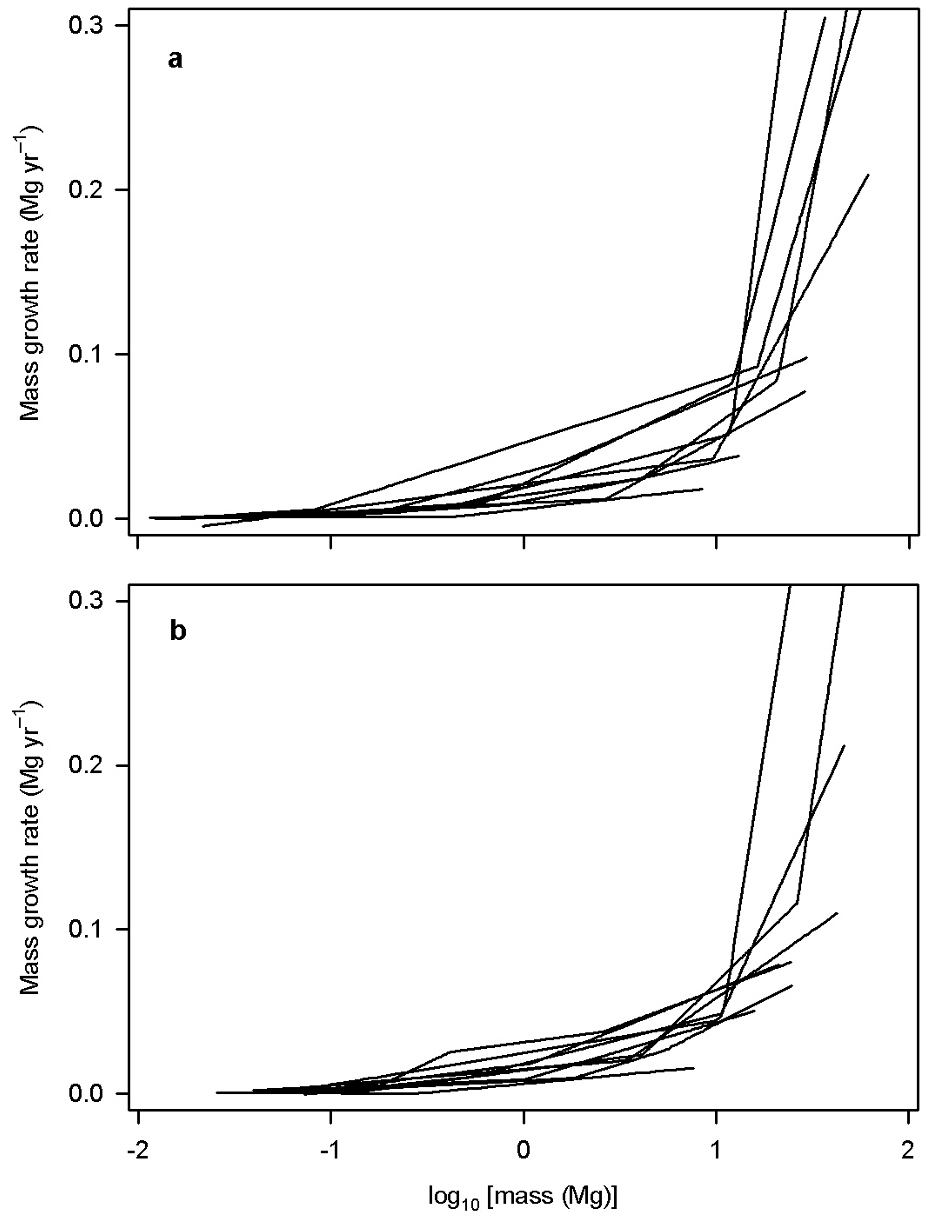 a
0.3
0.2
0.1
0.0
Mass growth rate (Mg yr⁻¹)
b
0.3
0.2
0.1
0.0
Mass growth rate (Mg yr⁻¹)
-2 -1 0 1 2
log₁₀ [mass (Mg)]